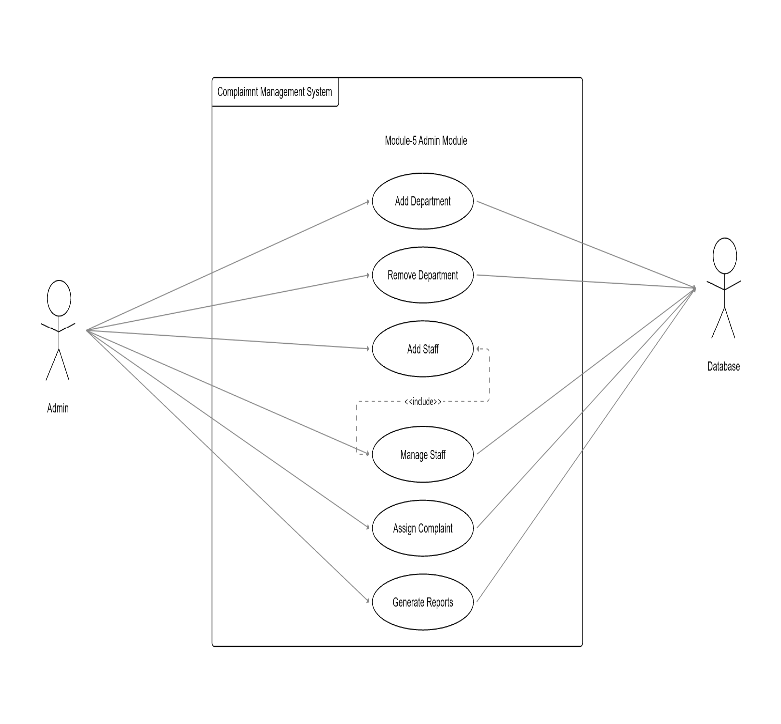 Complaimnt Management System
Module-5 Admin Module
Add Department
Remove Department
Add Staff
<<include>>
Manage Staff
Assign Complaint
Generate Reports
Admin
Database